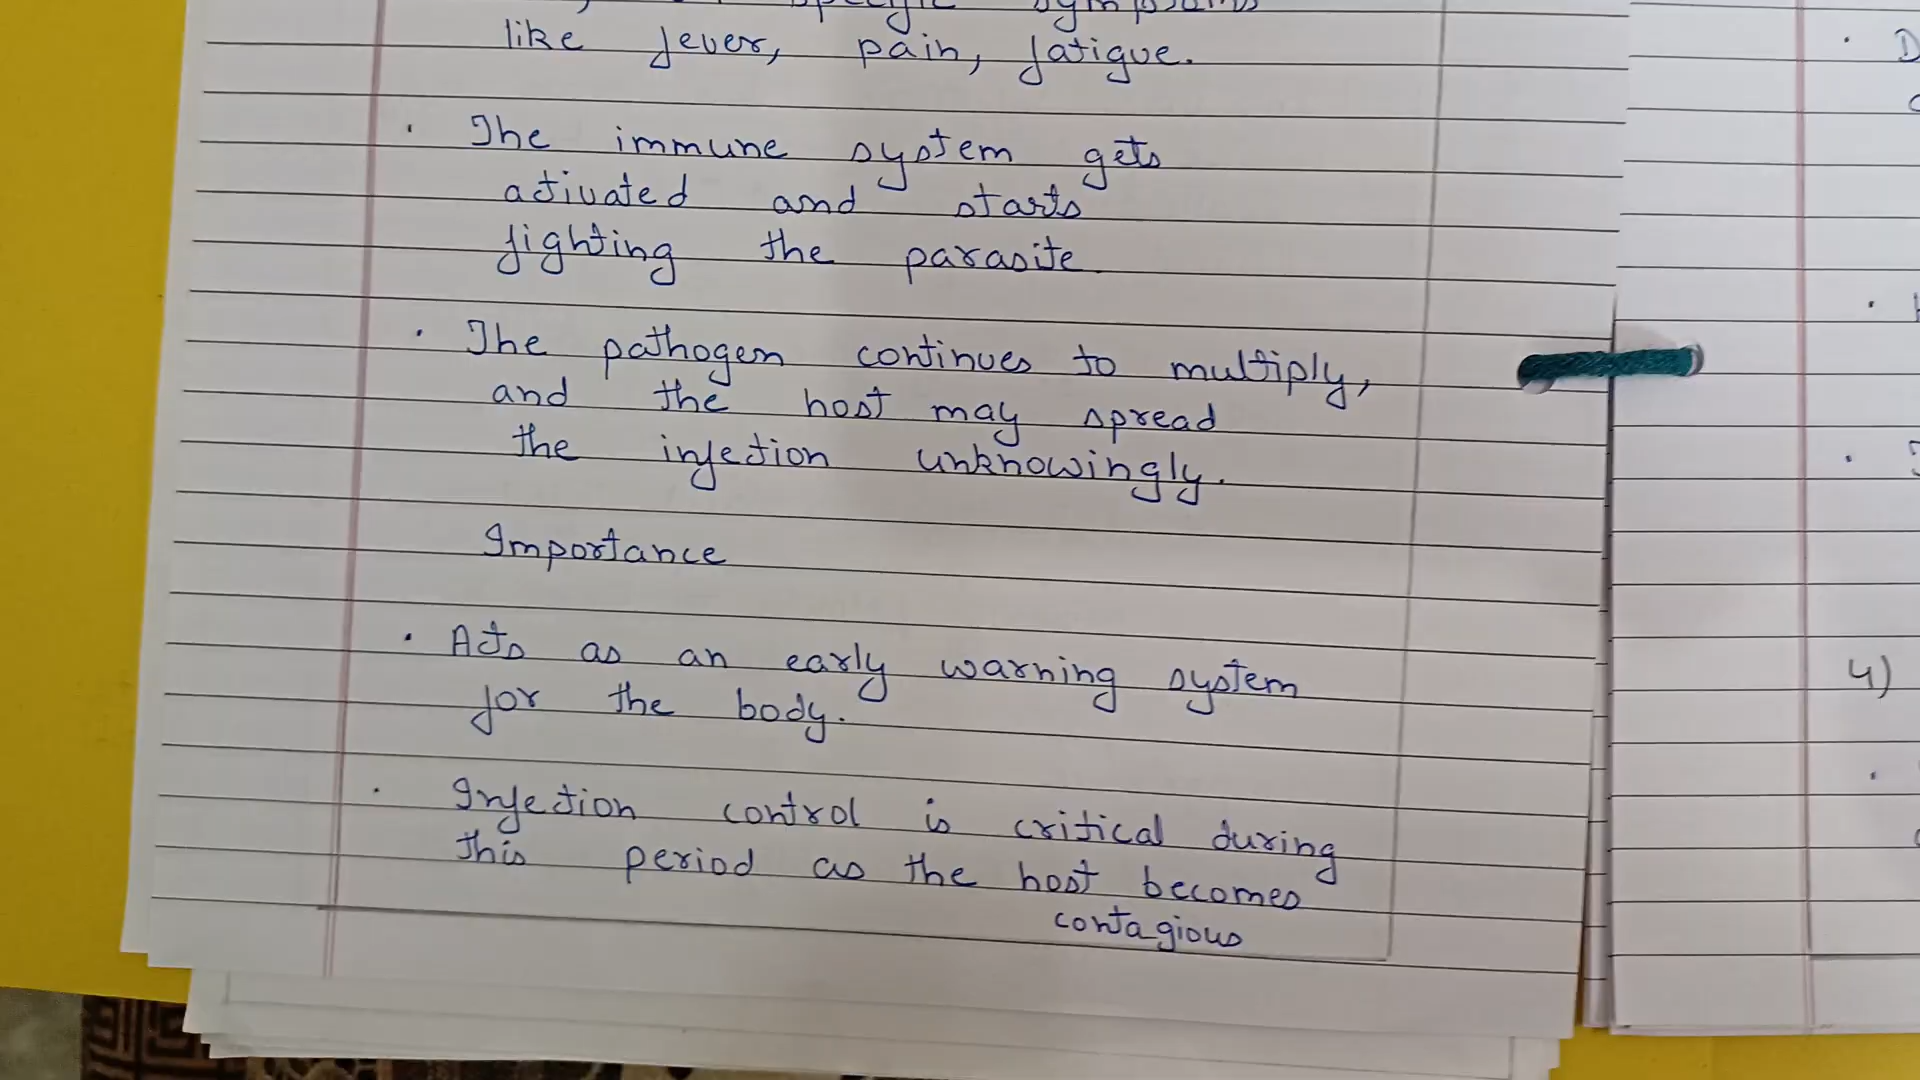 specific symptoms
like fever, pain, fatigue.
· The immune system gets
activated and starts
fighting the parasite.
· The pathogen continues to multiply,
and the host may spread
the infection unknowingly.
Importance
· Acts as an early warning system
for the body.
· Infection control is critical during
this period as the host becomes
contagious
4)